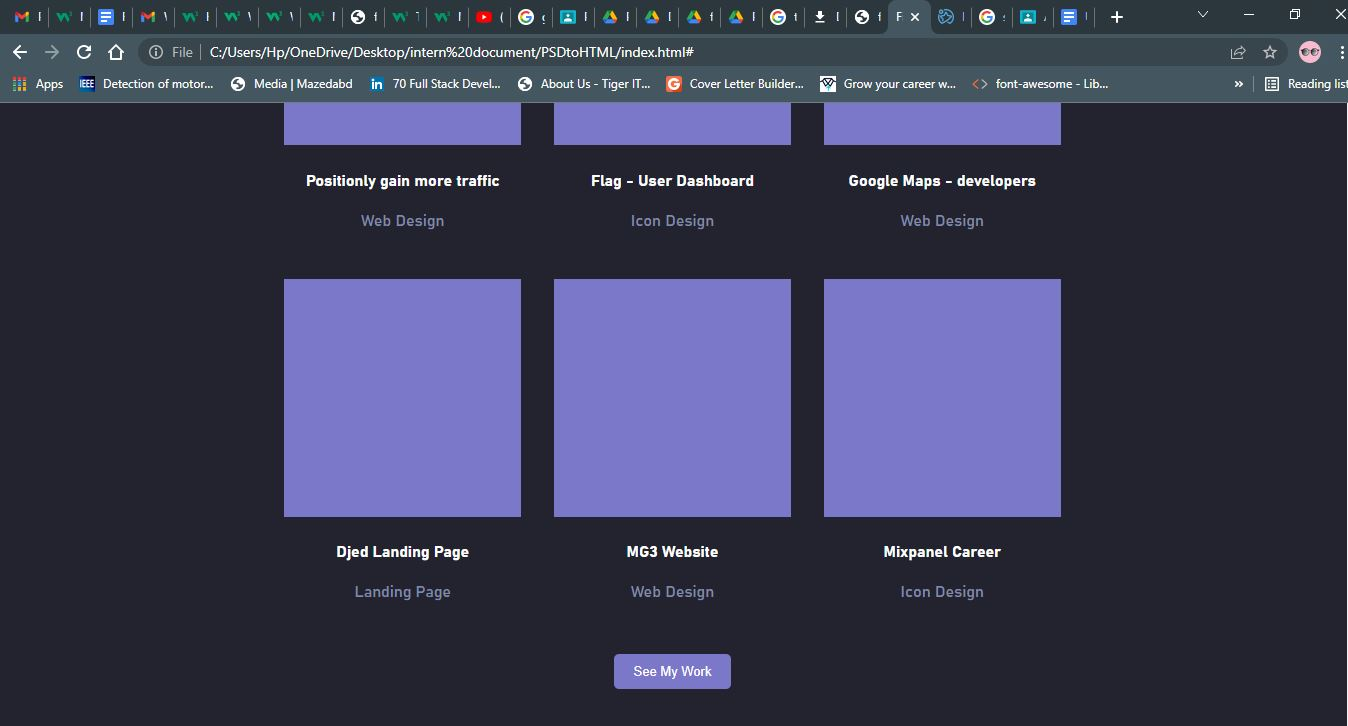 File C:/Users/Hp/OneDrive/Desktop/intern%20document/PSDtoHTML/index.html#
Apps IEEE Detection of motor... Media | Mazedabd in 70 Full Stack Devel... About Us - Tiger IT... G Cover Letter Builder... Grow your career w... <> font-awesome - Lib... » Reading list
Positionly gain more traffic Flag - User Dashboard Google Maps - developers
Web Design Icon Design Web Design
Djed Landing Page MG3 Website Mixpanel Career
Landing Page Web Design Icon Design
See My Work